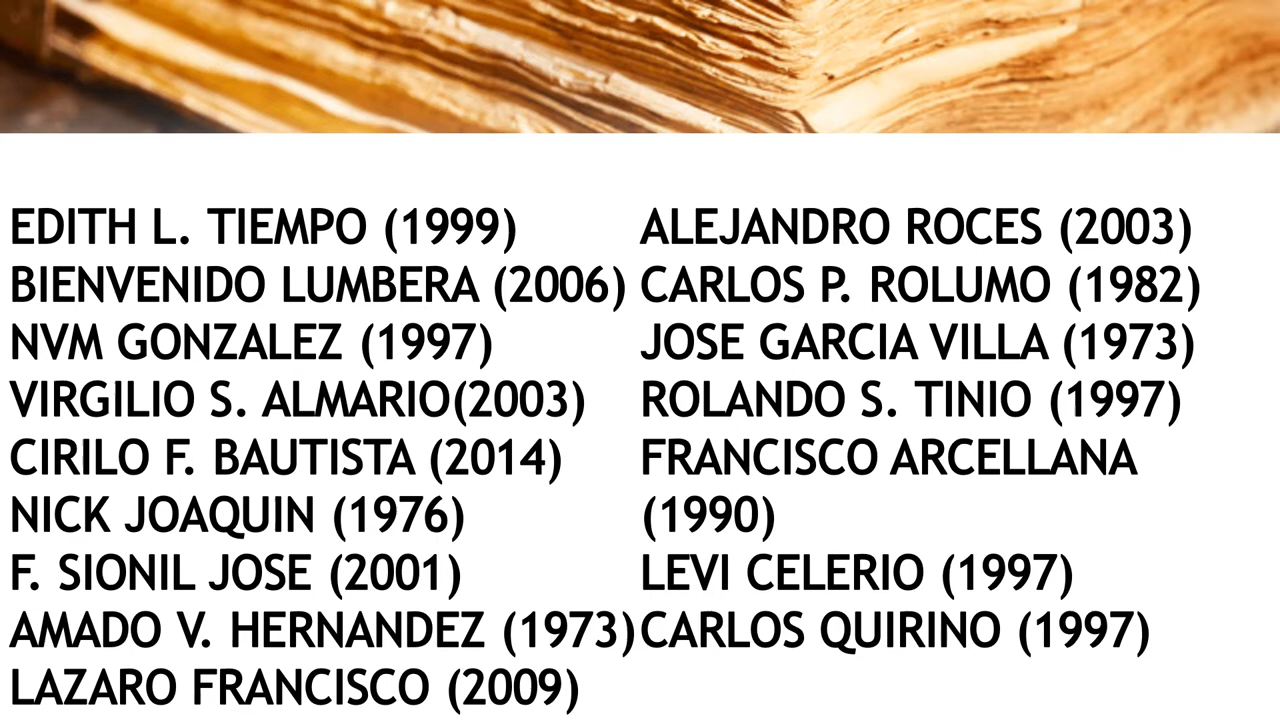 EDITH L. TIEMPO (1999)
BIENVENIDO LUMBERA (2006)
NVM GONZALEZ (1997)
VIRGILIO S. ALMARIO(2003)
CIRILO F. BAUTISTA (2014)
NICK JOAQUIN (1976)
F. SIONIL JOSE (2001)
AMADO V. HERNANDEZ (1973)
LAZARO FRANCISCO (2009)
ALEJANDRO ROCES (2003)
CARLOS P. ROLUMO (1982)
JOSE GARCIA VILLA (1973)
ROLANDO S. TINIO (1997)
FRANCISCO ARCELLANA
(1990)
LEVI CELERIO (1997)
CARLOS QUIRINO (1997)